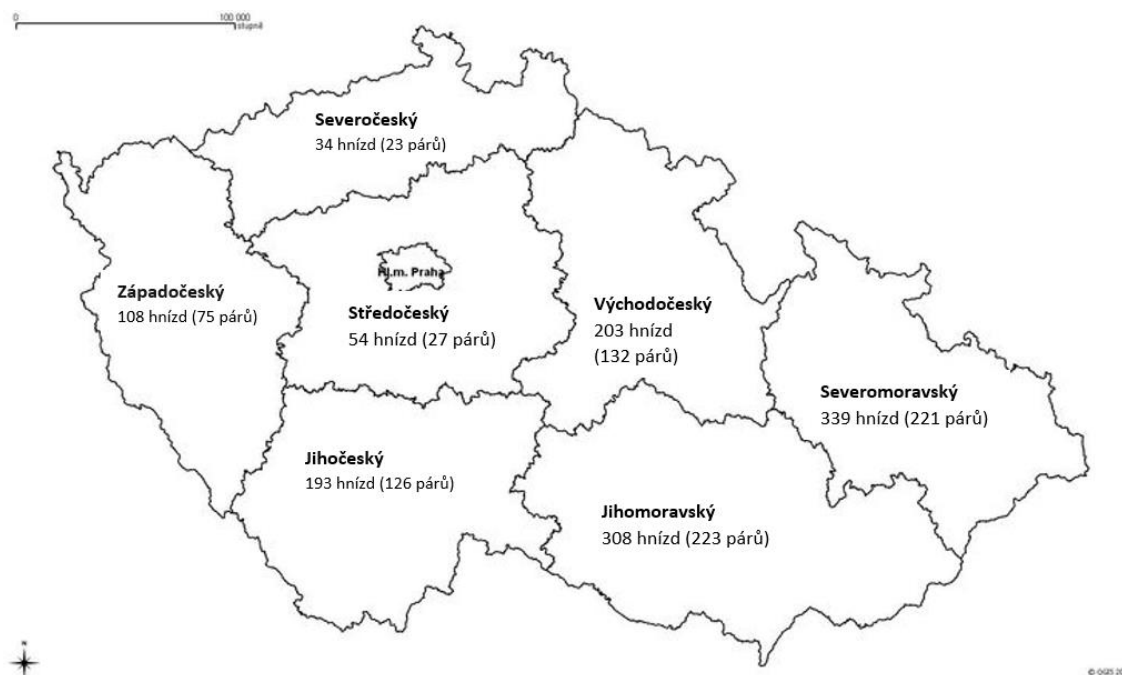 0 100 000
stupně
Severočeský
34 hnízd (23 párů)
Hl.m. Praha
Západočeský
108 hnízd (75 párů)
Středočeský
54 hnízd (27 párů)
Východočeský
203 hnízd
(132 párů)
Severomoravský
339 hnízd (221 párů)
Jihočeský
193 hnízd (126 párů)
Jihomoravský
308 hnízd (223 párů)
N